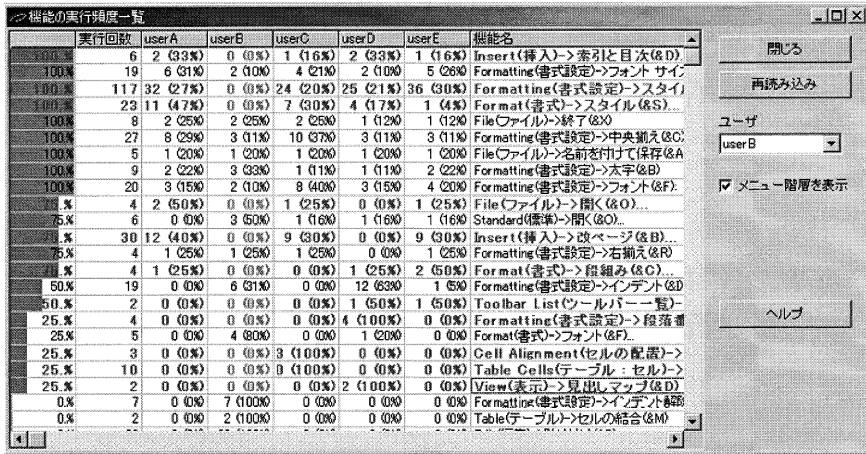 機能の実行頻度一覧
実行回数 userA userB userC userD userE 機能名
100.% 6 2 (33%) 0 (0%) 1 (16%) 2 (33%) 1 (16%) Insert(挿入)->索引と目次(&D)
100.% 19 6 (31%) 2 (10%) 4 (21%) 2 (10%) 5 (26%) Formatting(書式設定)->フォント サイズ
100.% 117 32 (27%) 0 (0%) 24 (20%) 25 (21%) 36 (30%) Formatting(書式設定)->スタイル
100.% 23 11 (47%) 0 (0%) 7 (30%) 4 (17%) 1 (4%) Format(書式)->スタイル(&S)...
100.% 8 2 (25%) 2 (25%) 2 (25%) 1 (12%) 1 (12%) File(ファイル)->終了(&X)
100.% 27 8 (29%) 3 (11%) 10 (37%) 3 (11%) 3 (11%) Formatting(書式設定)->中央揃え(&C)
100.% 5 1 (20%) 1 (20%) 1 (20%) 1 (20%) 1 (20%) File(ファイル)->名前を付けて保存(&A
100.% 9 2 (22%) 3 (33%) 1 (11%) 1 (11%) 2 (22%) Formatting(書式設定)->太字(&B)
100.% 20 3 (15%) 2 (10%) 8 (40%) 3 (15%) 4 (20%) Formatting(書式設定)->フォント(&F):
75.% 4 2 (50%) 0 (0%) 1 (25%) 0 (0%) 1 (25%) File(ファイル)->開く(&O)...
75.% 6 0 (0%) 3 (50%) 1 (16%) 1 (16%) 1 (16%) Standard(標準)->開く(&O)...
75.% 30 12 (40%) 0 (0%) 9 (30%) 0 (0%) 9 (30%) Insert(挿入)->改ページ(&B)...
75.% 4 1 (25%) 1 (25%) 1 (25%) 0 (0%) 1 (25%) Formatting(書式設定)->右揃え(&R)
75.% 4 1 (25%) 0 (0%) 0 (0%) 1 (25%) 2 (50%) Format(書式)->段組み(&C)...
50.% 19 0 (0%) 6 (31%) 0 (0%) 12 (63%) 1 (5%) Formatting(書式設定)->インデント(&D
50.% 2 0 (0%) 0 (0%) 0 (0%) 1 (50%) 1 (50%) Toolbar List(ツールバー一覧)-
25.% 4 0 (0%) 0 (0%) 0 (0%) 4 (100%) 0 (0%) Formatting(書式設定)->段落番
25.% 5 0 (0%) 4 (80%) 0 (0%) 1 (20%) 0 (0%) Format(書式)->フォント(&F)...
25.% 3 0 (0%) 0 (0%) 3 (100%) 0 (0%) 0 (0%) Cell Alignment(セルの配置)->
25.% 10 0 (0%) 0 (0%) (100%) 0 (0%) 0 (0%) Table Cells(テーブル：セル)->
25.% 2 0 (0%) 0 (0%) 0 (0%) 2 (100%) 0 (0%) View(表示)->見出しマップ(&D)
0.% 7 0 (0%) 7 (100%) 0 (0%) 0 (0%) 0 (0%) Formatting(書式設定)->インデント解除
0.% 2 0 (0%) 2 (100%) 0 (0%) 0 (0%) 0 (0%) Table(テーブル)->セルの結合(&M)
閉じる
再読み込み
ユーザ
userB
メニュー階層を表示
ヘルプ